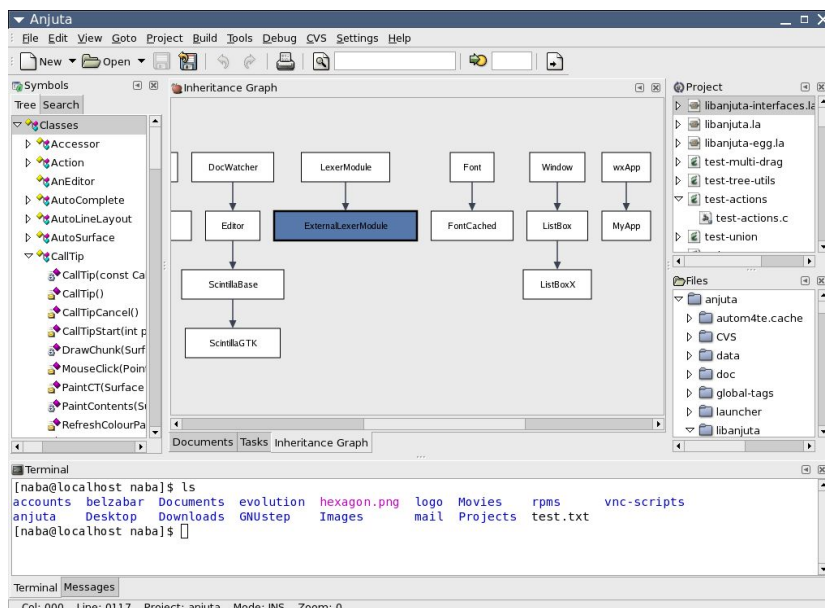 Anjuta
File Edit View Goto Project Build Tools Debug CVS Settings Help
New Open
Symbols
Tree Search
Classes
Accessor
Action
AnEditor
AutoComplete
AutoLineLayout
AutoSurface
CallTip
CallTip(const Ca
CallTip()
CallTipCancel()
CallTipStart(int p
DrawChunk(Surf
MouseClick(Poin
PaintCT(Surface
PaintContents(Su
RefreshColourPa
Inheritance Graph
DocWatcher LexerModule Font Window wxApp
Editor ExternalLexerModule FontCached ListBox MyApp
ScintillaBase ListBoxX
ScintillaGTK
Documents Tasks Inheritance Graph
Project
libanjuta-interfaces.la
libanjuta.la
libanjuta-egg.la
test-multi-drag
test-tree-utils
test-actions
test-actions.c
test-union
Files
anjuta
autom4te.cache
CVS
data
doc
global-tags
launcher
libanjuta
Terminal
[naba@localhost naba]$ ls
accounts belzabar Documents evolution hexagon.png logo Movies rpms vnc-scripts
anjuta Desktop Downloads GNUstep Images mail Projects test.txt
[naba@localhost naba]$
Terminal Messages
Col: 000 Line: 0117 Project: anjuta Mode: INS Zoom: 0